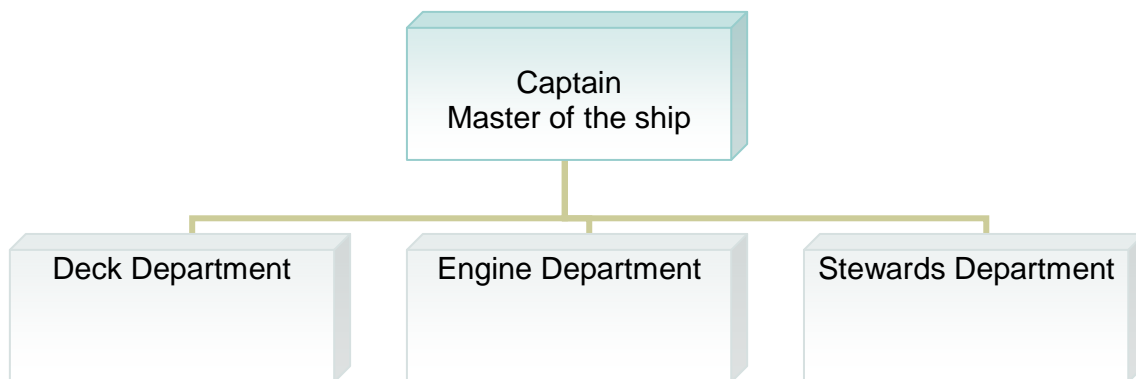 Captain
Master of the ship
Deck Department
Engine Department
Stewards Department